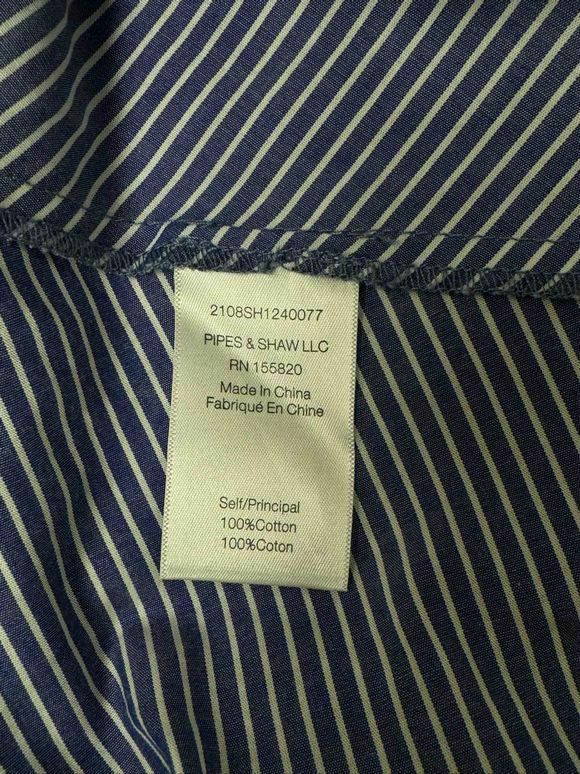 2108SH1240077
PIPES & SHAW LLC
RN 155820
Made In China
Fabriqué En Chine
Self/Principal
100%Cotton
100%Coton